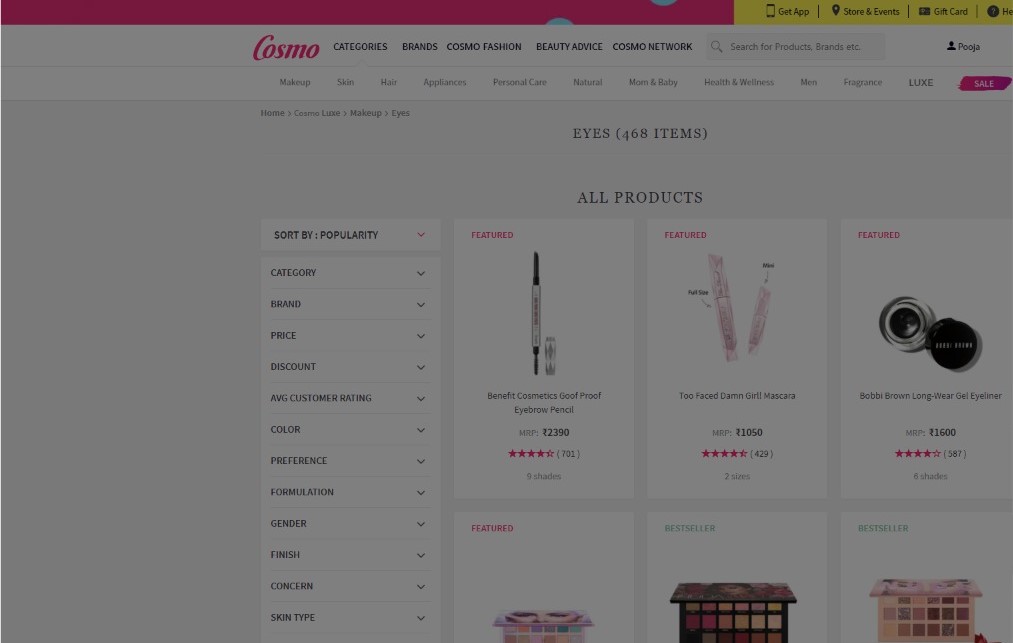 Get App
Store & Events
Gift Card
? He
Cosmo
CATEGORIES
BRANDS
COSMO FASHION
BEAUTY ADVICE
COSMO NETWORK
Search for Products, Brands etc.
Pooja
Makeup
Skin
Hair
Appliances
Personal Care
Natural
Mom & Baby
Health & Wellness
Men
Fragrance
LUXE
SALE
Home > Cosmo Luxe > Makeup > Eyes
EYES (468 ITEMS)
ALL PRODUCTS
SORT BY : POPULARITY
CATEGORY
BRAND
PRICE
DISCOUNT
AVG CUSTOMER RATING
COLOR
PREFERENCE
FORMULATION
GENDER
FINISH
CONCERN
SKIN TYPE
FEATURED
Benefit Cosmetics Goof Proof
Eyebrow Pencil
MRP: ₹2390
( 701 )
9 shades
FEATURED
Mini
Full Size
Too Faced Damn Girl! Mascara
MRP: ₹1050
( 429 )
2 sizes
FEATURED
BOBBI BROWN
Bobbi Brown Long-Wear Gel Eyeliner
MRP: ₹1600
( 587 )
6 shades
FEATURED
BESTSELLER
BESTSELLER